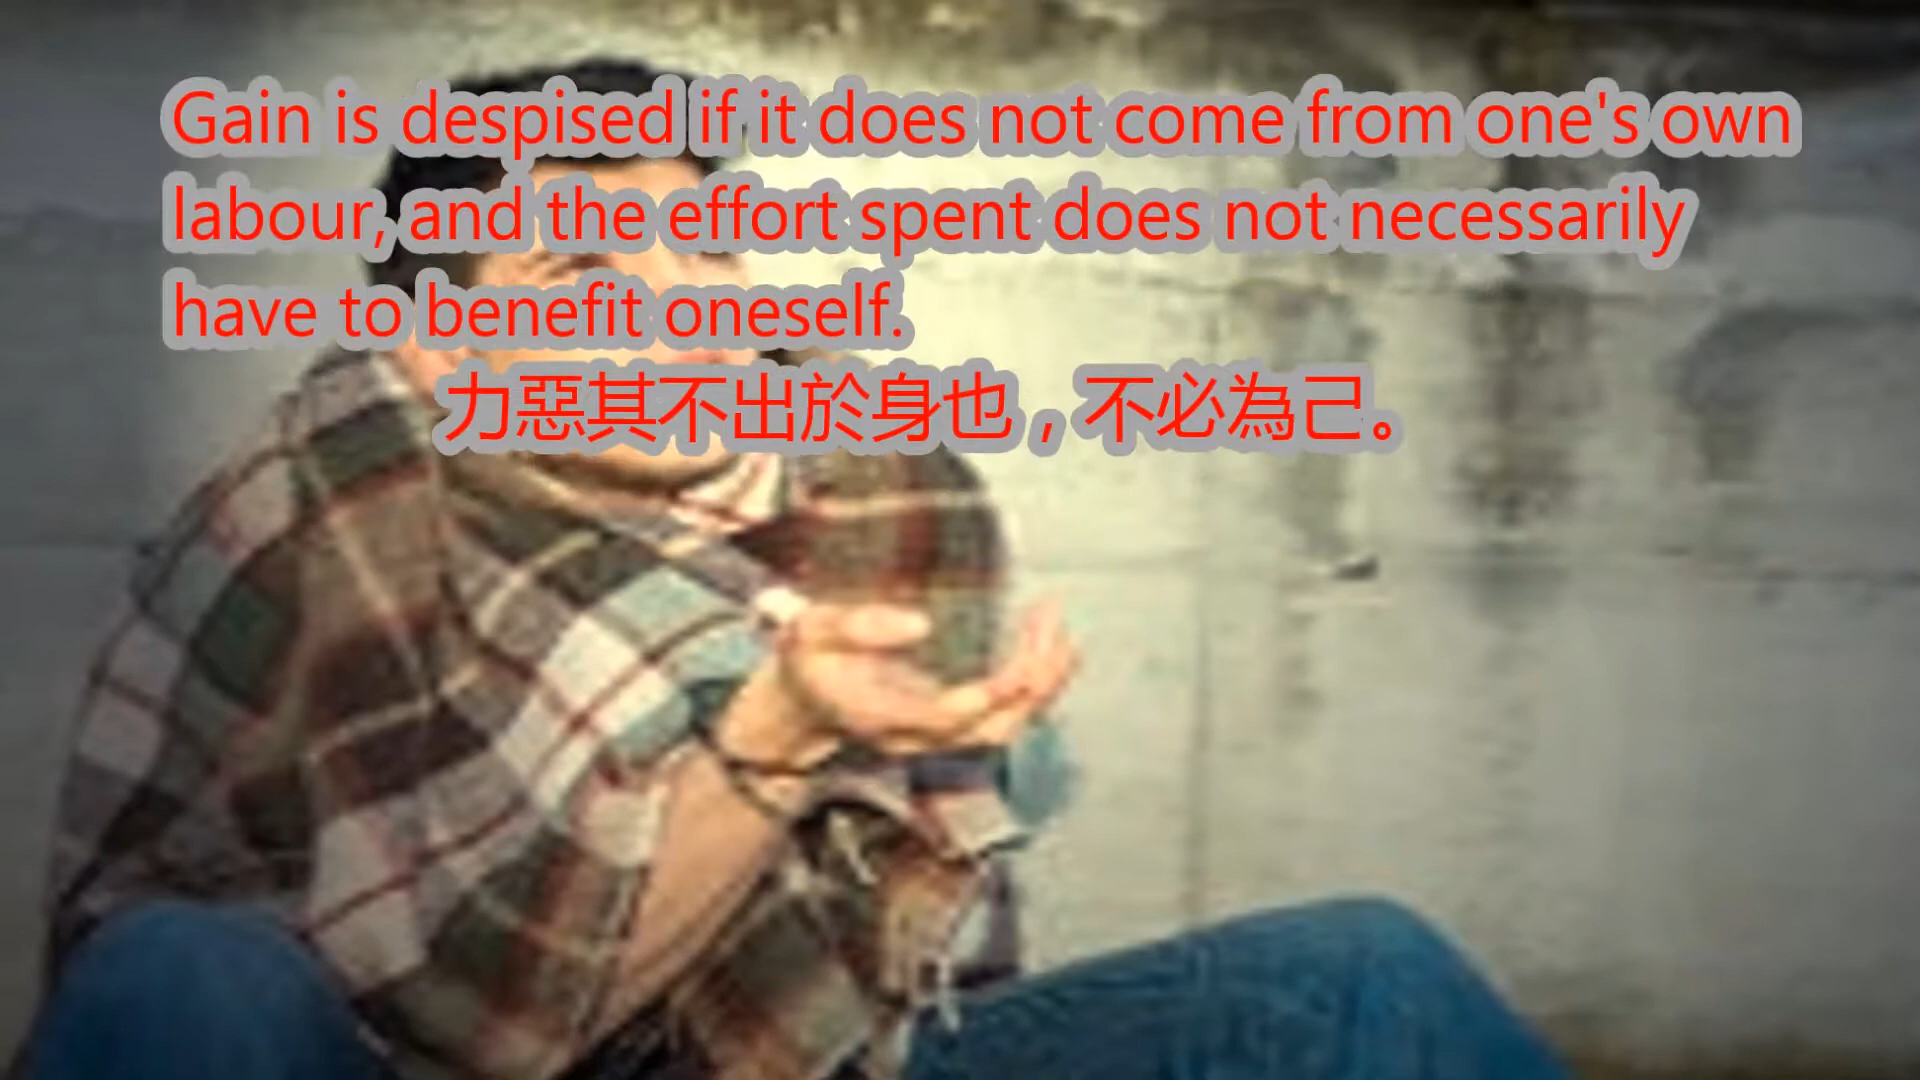 Gain is despised if it does not come from one's own
labour, and the effort spent does not necessarily
have to benefit oneself.
力惡其不出於身也，不必為己。